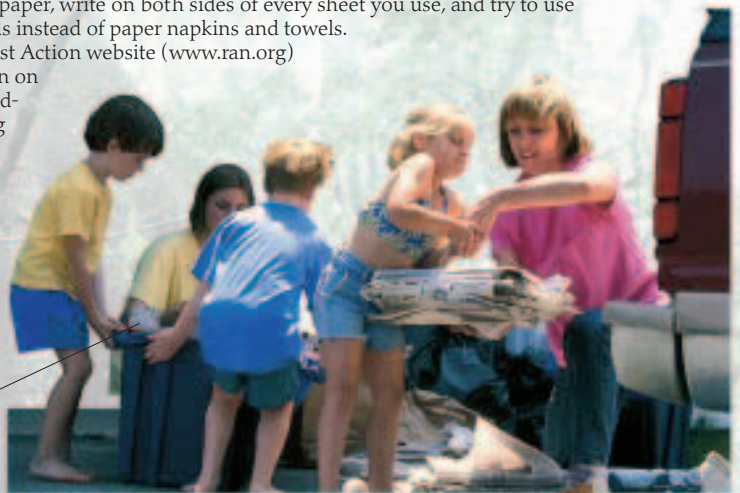 paper, write on both sides of every sheet you use, and try to use
s instead of paper napkins and towels.
st Action website (www.ran.org)
n on
d-
g